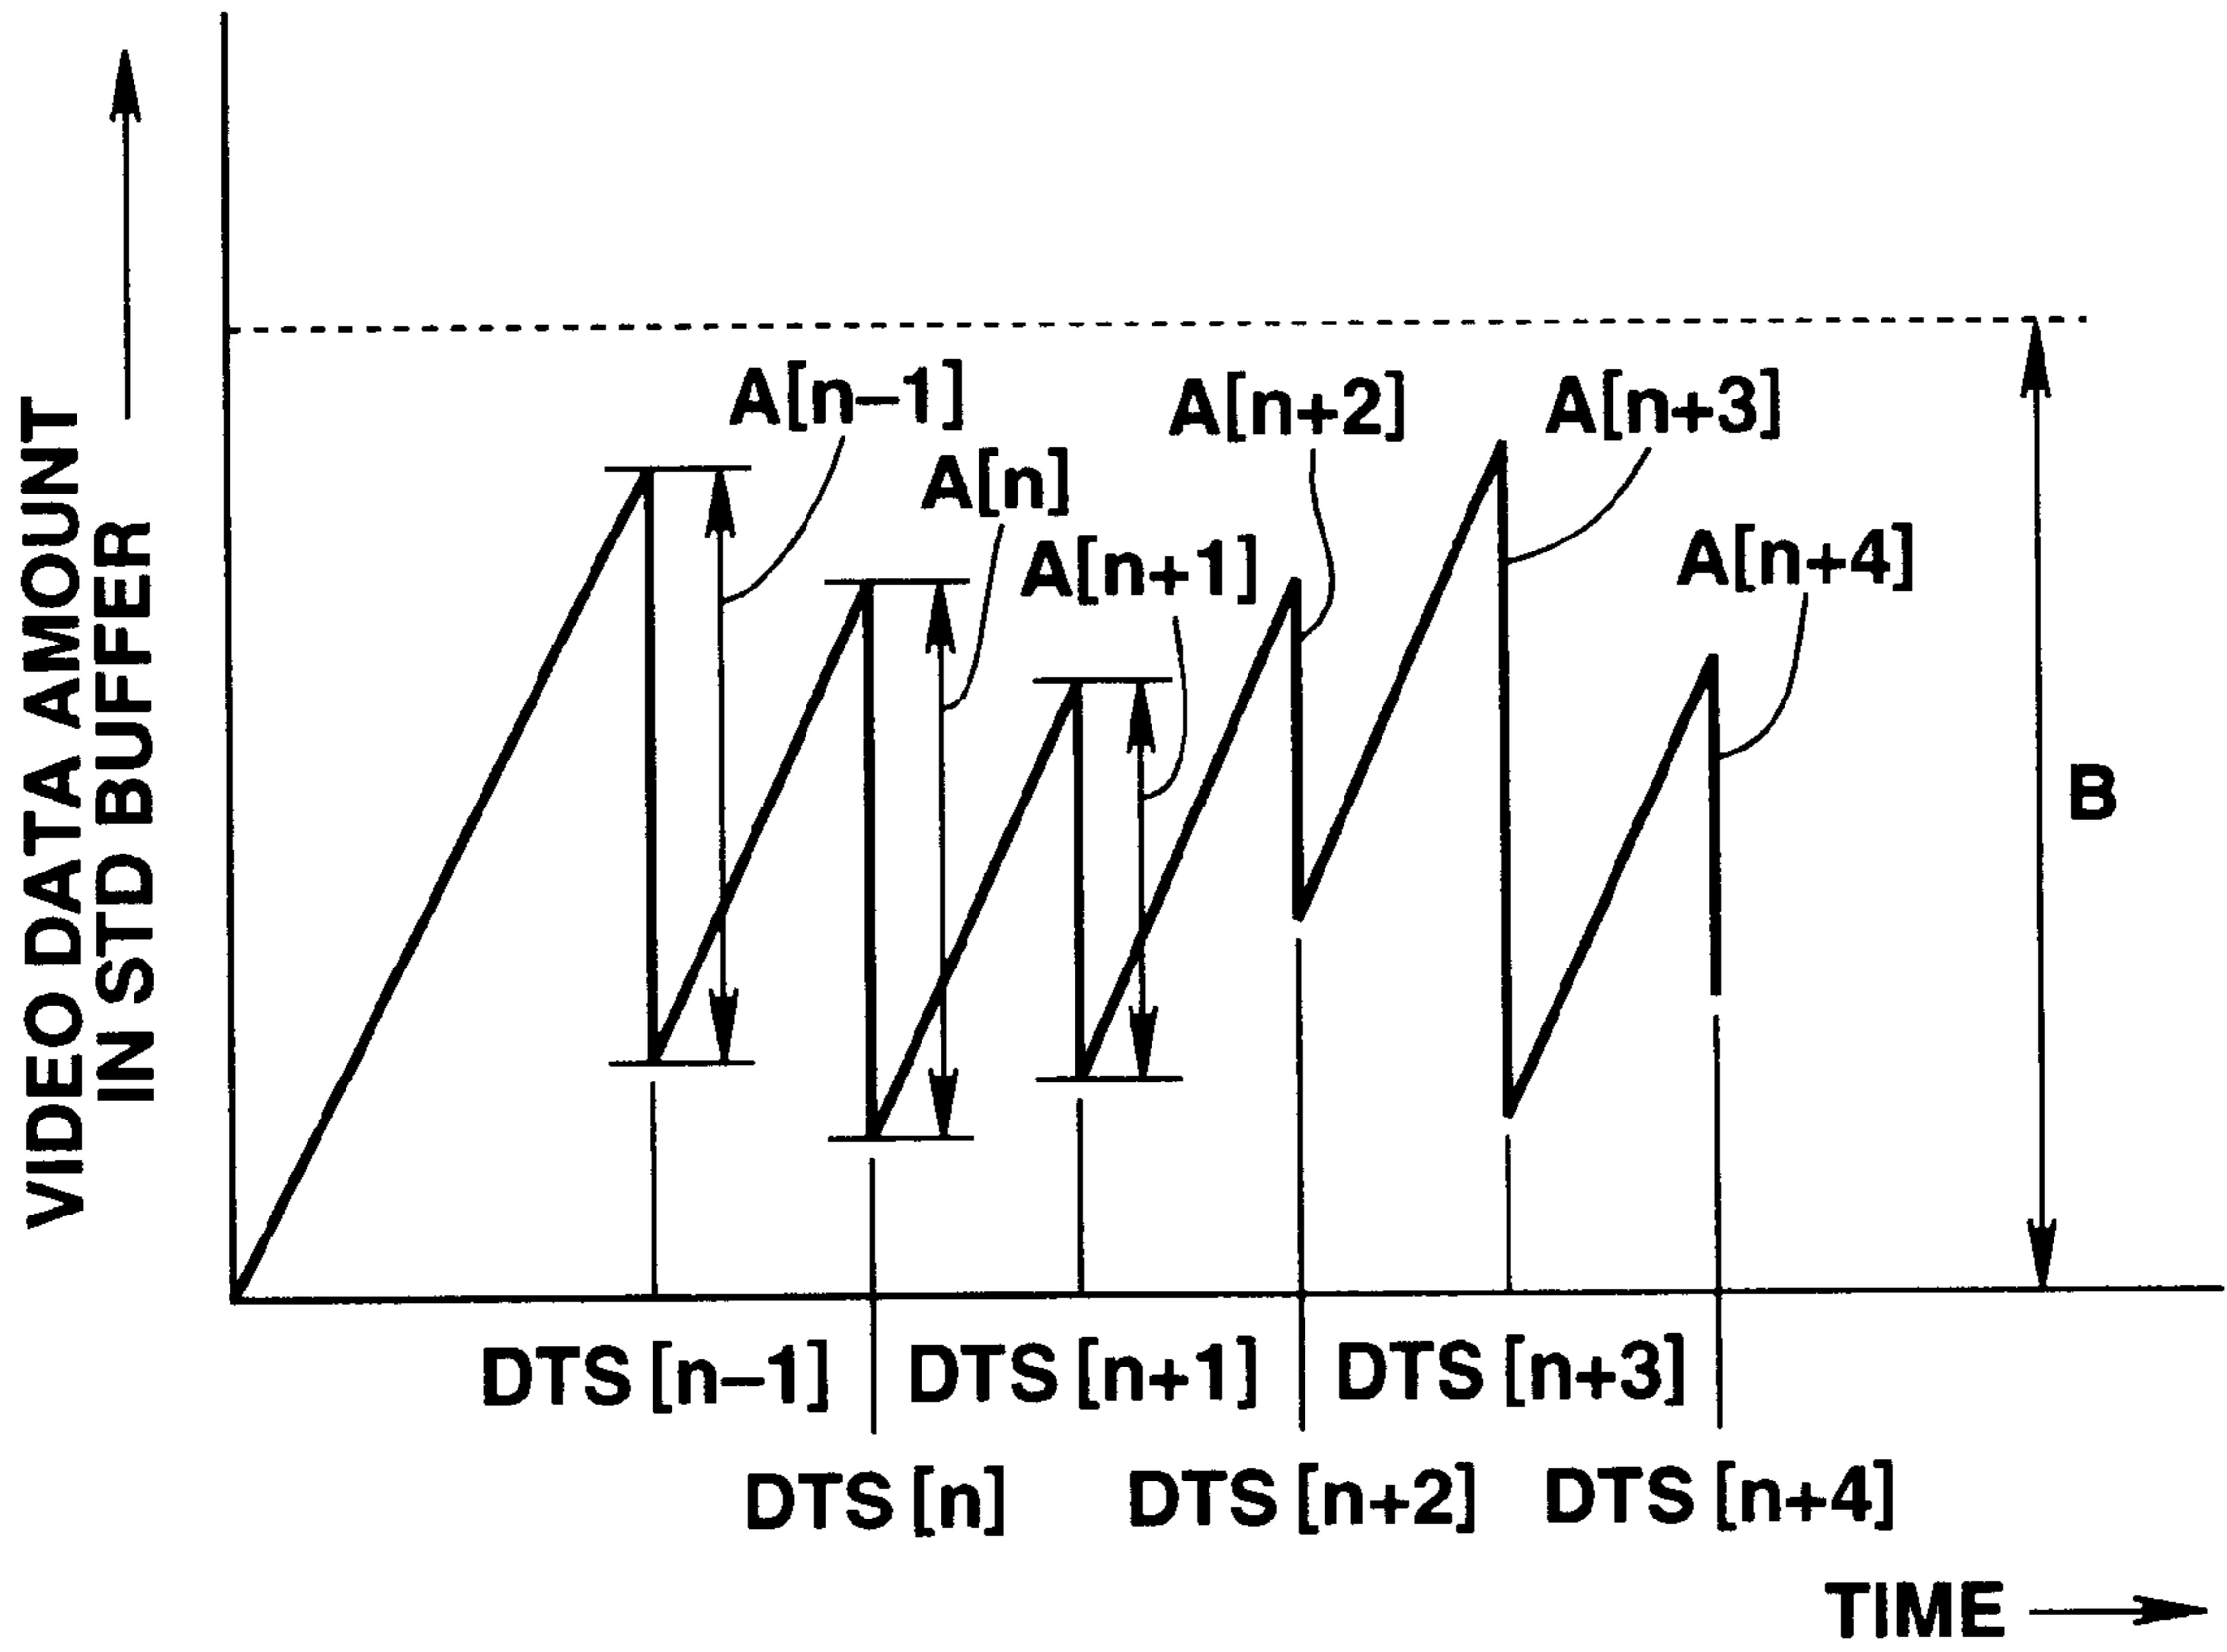 VIDEO DATA AMOUNT
IN STD BUFFER
A[n–1]
A[n]
A[n+1]
A[n+2]
A[n+3]
A[n+4]
B
DTS [n–1]
DTS [n]
DTS [n+1]
DTS [n+2]
DTS [n+3]
DTS [n+4]
TIME